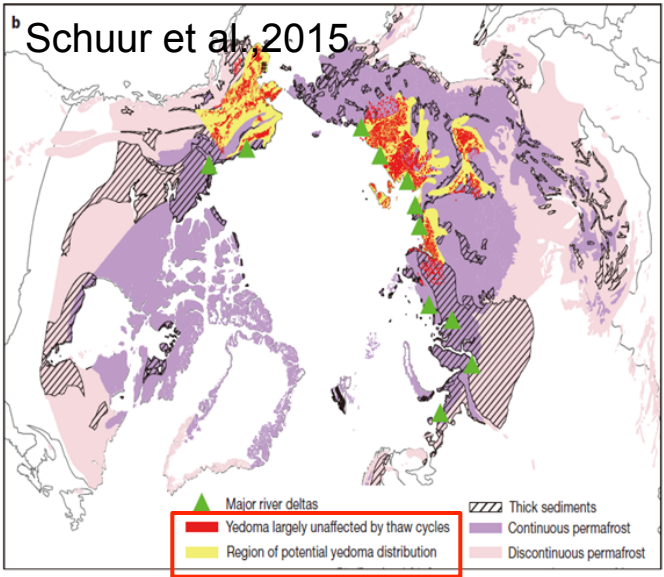 b
Schuur et al.,2015
Major river deltas
Yedoma largely unaffected by thaw cycles
Region of potential yedoma distribution
Thick sediments
Continuous permafrost
Discontinuous permafrost